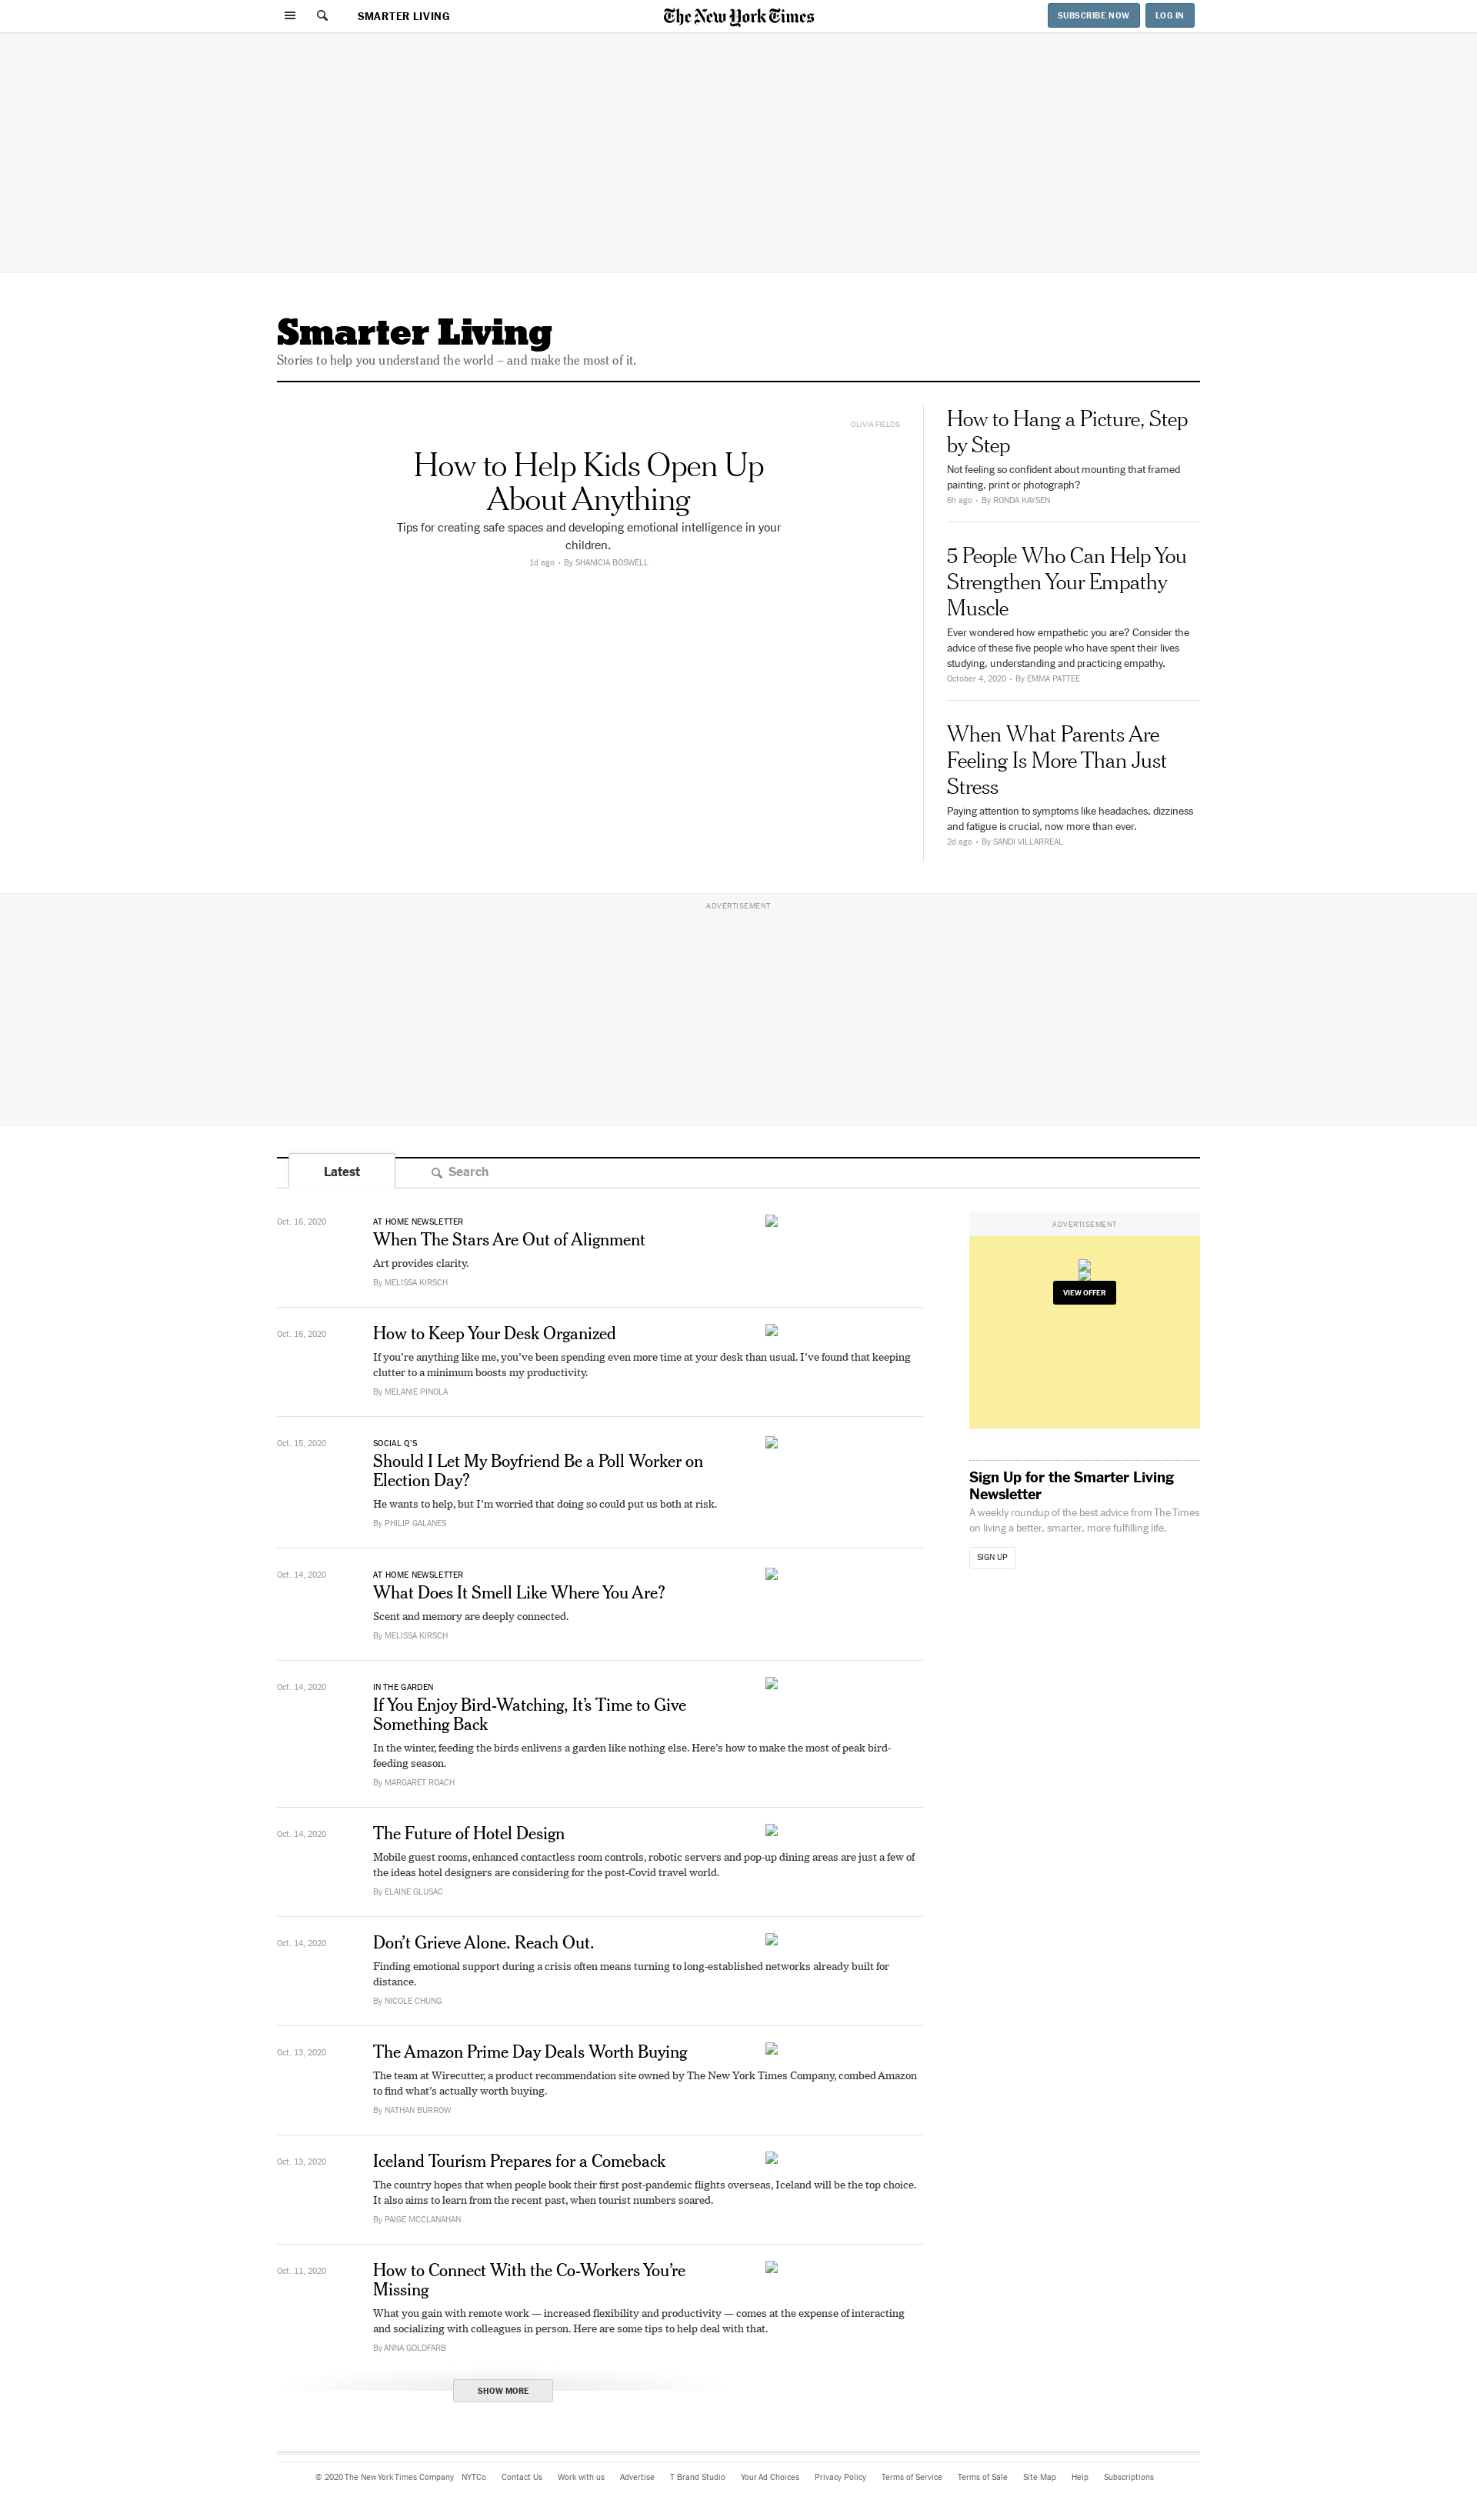 SMARTER LIVING
The New York Times
SUBSCRIBE NOW
LOG IN
Smarter Living
Stories to help you understand the world – and make the most of it.
OLIVIA FIELDS
How to Help Kids Open Up
About Anything
Tips for creating safe spaces and developing emotional intelligence in your
children.
1d ago • By SHANICIA BOSWELL
How to Hang a Picture, Step
by Step
Not feeling so confident about mounting that framed
painting, print or photograph?
6h ago • By RONDA KAYSEN
5 People Who Can Help You
Strengthen Your Empathy
Muscle
Ever wondered how empathetic you are? Consider the
advice of these five people who have spent their lives
studying, understanding and practicing empathy.
October 4, 2020 • By EMMA PATTEE
When What Parents Are
Feeling Is More Than Just
Stress
Paying attention to symptoms like headaches, dizziness
and fatigue is crucial, now more than ever.
2d ago • By SANDI VILLARREAL
ADVERTISEMENT
Latest
Search
Oct. 16, 2020
AT HOME NEWSLETTER
When The Stars Are Out of Alignment
Art provides clarity.
By MELISSA KIRSCH
Oct. 16, 2020
How to Keep Your Desk Organized
If you’re anything like me, you’ve been spending even more time at your desk than usual. I’ve found that keeping
clutter to a minimum boosts my productivity.
By MELANIE PINOLA
Oct. 15, 2020
SOCIAL Q’S
Should I Let My Boyfriend Be a Poll Worker on
Election Day?
He wants to help, but I’m worried that doing so could put us both at risk.
By PHILIP GALANES
Oct. 14, 2020
AT HOME NEWSLETTER
What Does It Smell Like Where You Are?
Scent and memory are deeply connected.
By MELISSA KIRSCH
Oct. 14, 2020
IN THE GARDEN
If You Enjoy Bird-Watching, It’s Time to Give
Something Back
In the winter, feeding the birds enlivens a garden like nothing else. Here’s how to make the most of peak bird-
feeding season.
By MARGARET ROACH
Oct. 14, 2020
The Future of Hotel Design
Mobile guest rooms, enhanced contactless room controls, robotic servers and pop-up dining areas are just a few of
the ideas hotel designers are considering for the post-Covid travel world.
By ELAINE GLUSAC
Oct. 14, 2020
Don’t Grieve Alone. Reach Out.
Finding emotional support during a crisis often means turning to long-established networks already built for
distance.
By NICOLE CHUNG
Oct. 13, 2020
The Amazon Prime Day Deals Worth Buying
The team at Wirecutter, a product recommendation site owned by The New York Times Company, combed Amazon
to find what’s actually worth buying.
By NATHAN BURROW
Oct. 13, 2020
Iceland Tourism Prepares for a Comeback
The country hopes that when people book their first post-pandemic flights overseas, Iceland will be the top choice.
It also aims to learn from the recent past, when tourist numbers soared.
By PAIGE MCCLANAHAN
Oct. 11, 2020
How to Connect With the Co-Workers You’re
Missing
What you gain with remote work — increased flexibility and productivity — comes at the expense of interacting
and socializing with colleagues in person. Here are some tips to help deal with that.
By ANNA GOLDFARB
SHOW MORE
ADVERTISEMENT
VIEW OFFER
Sign Up for the Smarter Living
Newsletter
A weekly roundup of the best advice from The Times
on living a better, smarter, more fulfilling life.
SIGN UP
© 2020 The New York Times Company NYTCo Contact Us Work with us Advertise T Brand Studio Your Ad Choices Privacy Policy Terms of Service Terms of Sale Site Map Help Subscriptions